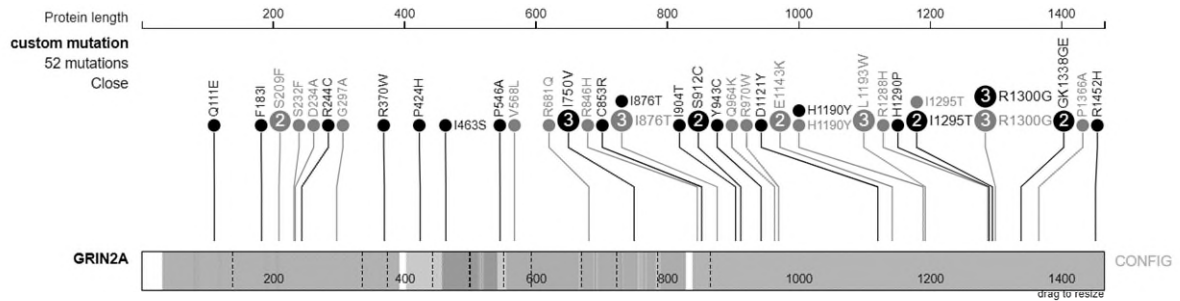 Protein length
200 400 600 800 1000 1200 1400
custom mutation
52 mutations
Close
Q111E
F183I
S209F
2
S232F
D234A
R244C
G297A
R370W
P424H
I463S
P546A
V568L
R681Q
I750V
3
R846H
C853R
I876T
3 I876T
I904T
S912C
2
Y943C
Q964K
R970W
D1121Y
E1143K
2
H1190Y
H1190Y
L1193W
3
R1288H
H1290P
I1295T
2 I1295T
3 R1300G
3 R1300G
GK1338GE
2
P1366A
R1452H
GRIN2A
200 400 600 800 1000 1200 1400
CONFIG
drag to resize